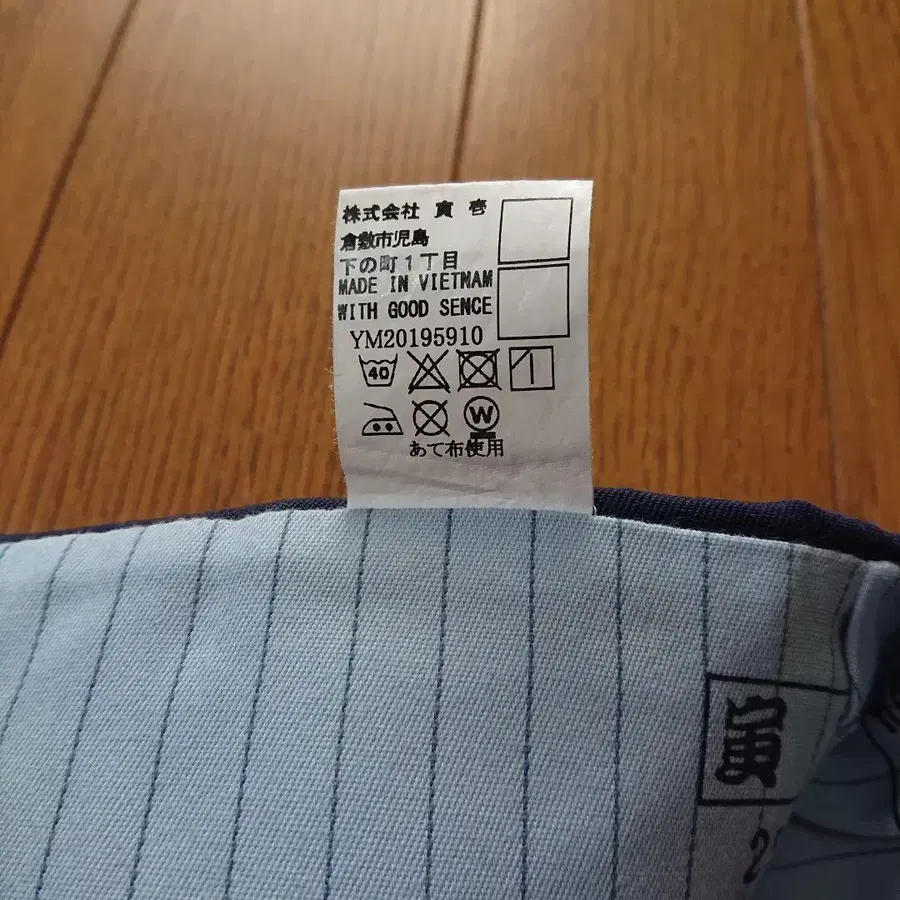 株式会社 寅壱
倉敷市児島
下の町1丁目
MADE IN VIETNAM
WITH GOOD SENCE
YM20195910
40
W
あて布使用
寅
2